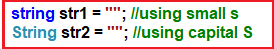 string str1 = ""; //using small s
String str2 = ""; //using capital S